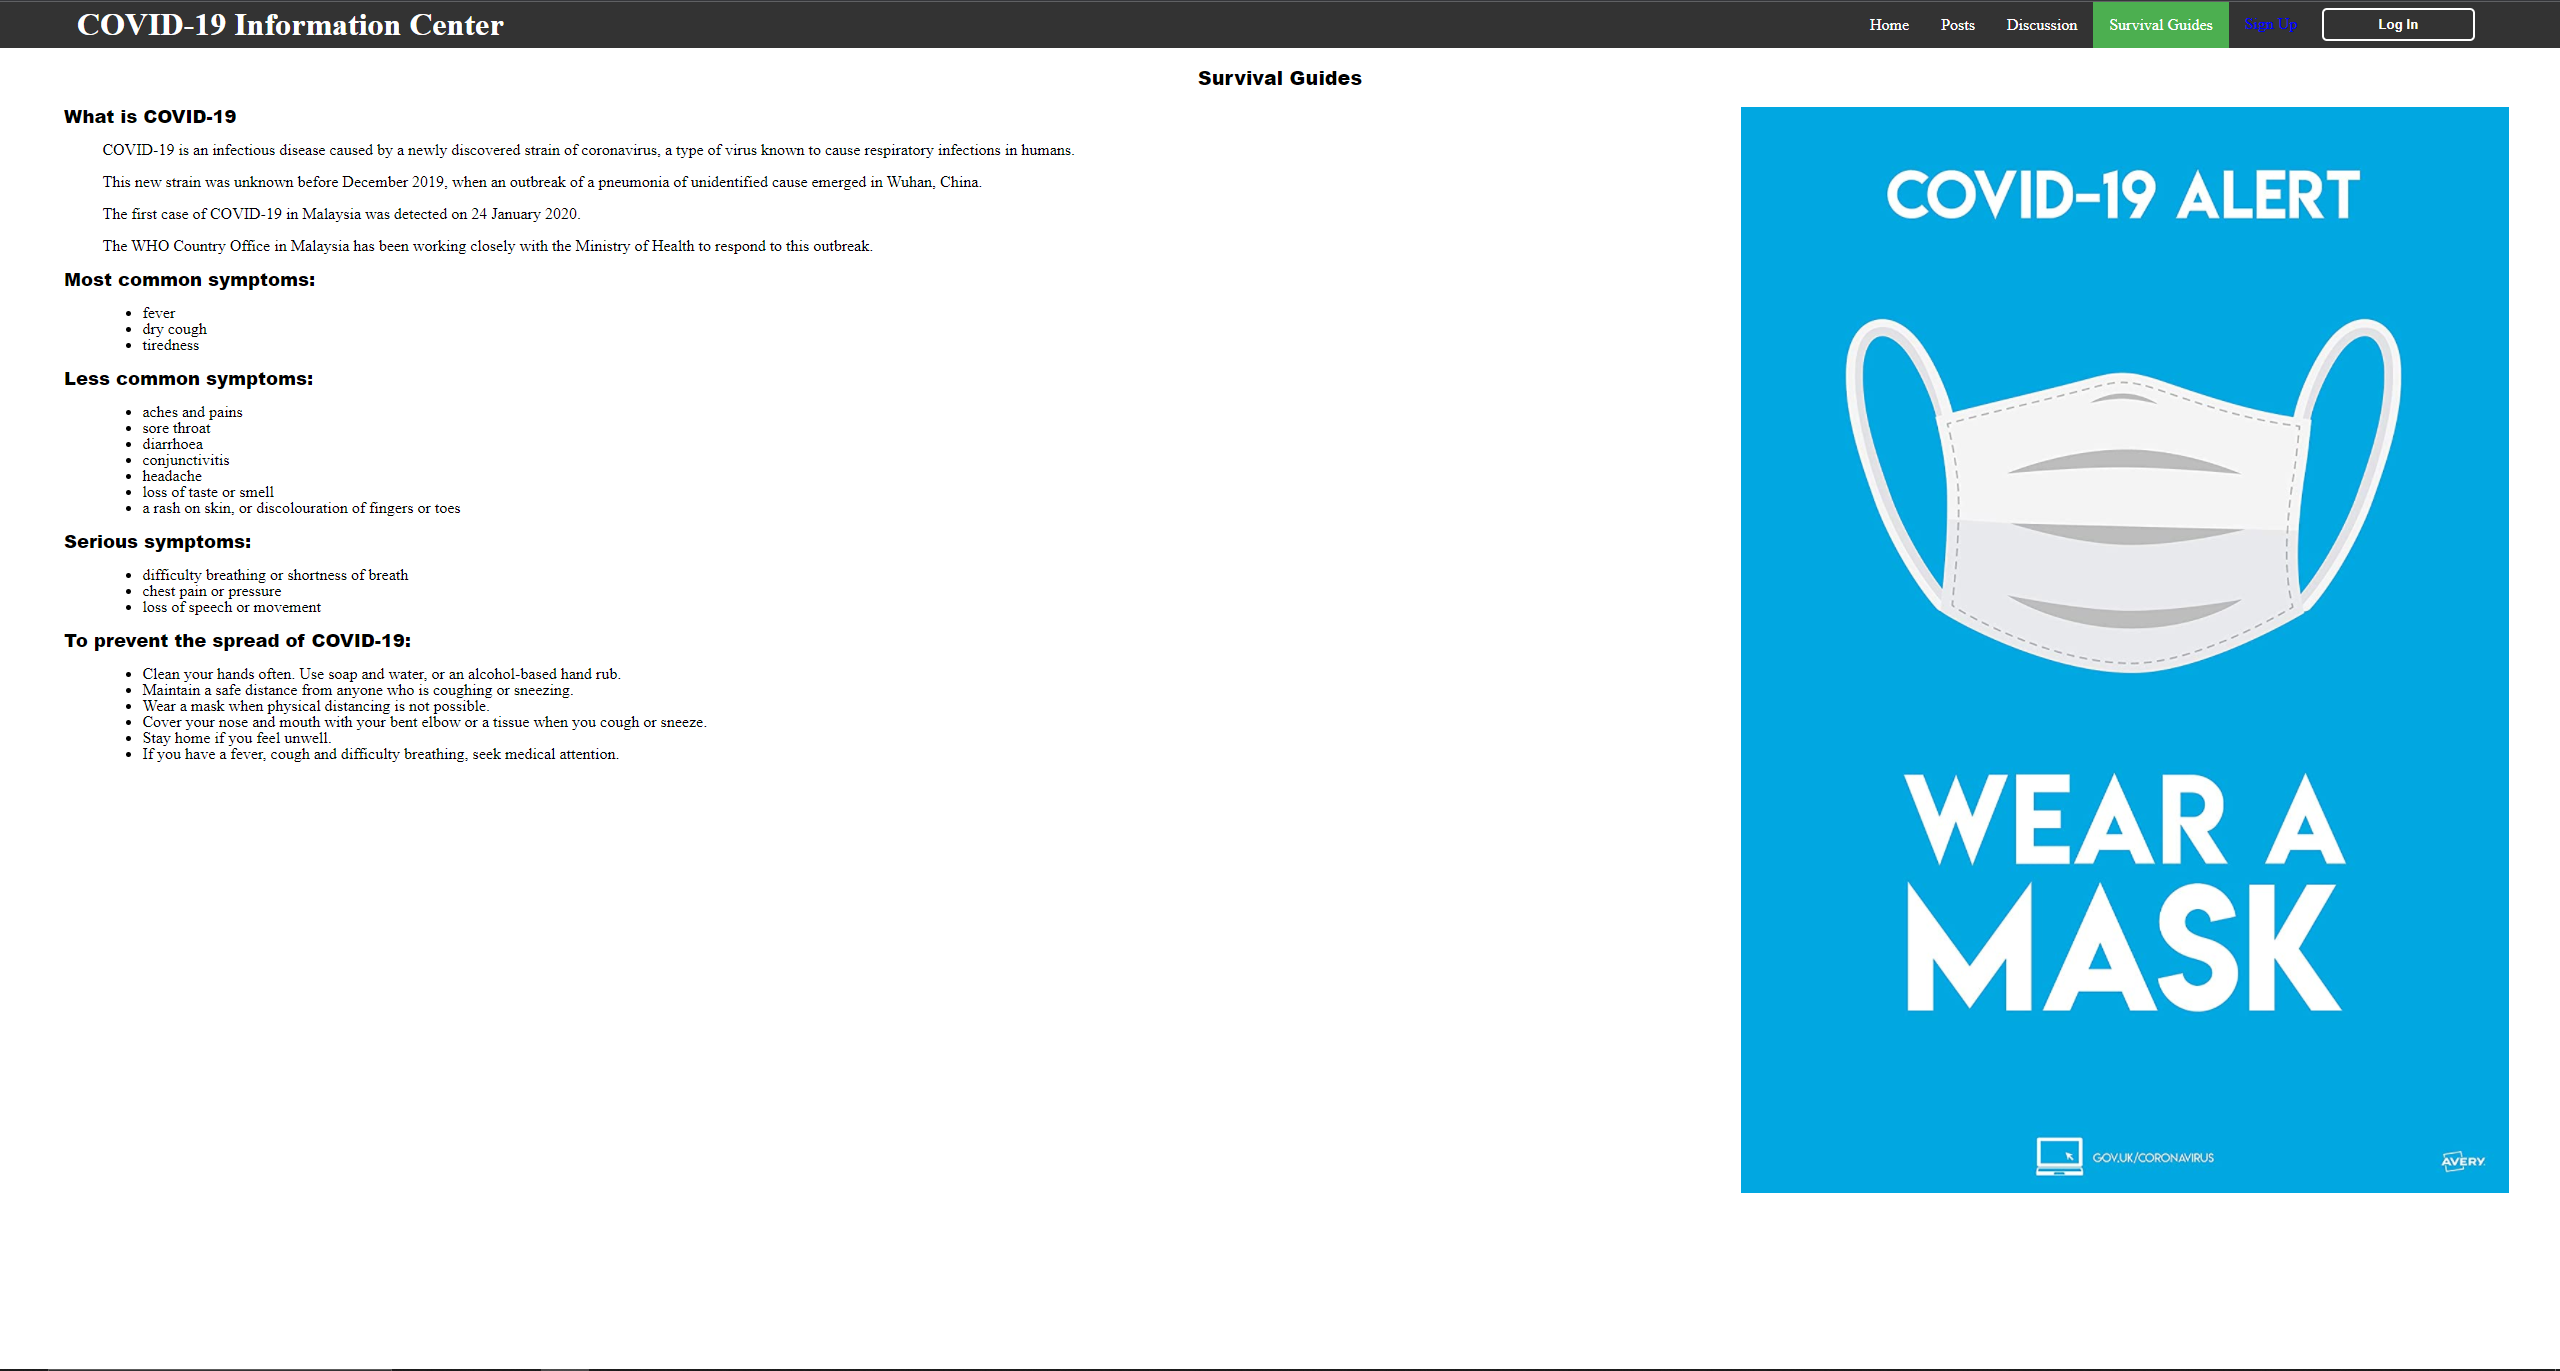 COVID-19 Information Center
Home Posts Discussion Survival Guides Sign Up Log In
Survival Guides
What is COVID-19
COVID-19 is an infectious disease caused by a newly discovered strain of coronavirus, a type of virus known to cause respiratory infections in humans.
This new strain was unknown before December 2019, when an outbreak of a pneumonia of unidentified cause emerged in Wuhan, China.
The first case of COVID-19 in Malaysia was detected on 24 January 2020.
The WHO Country Office in Malaysia has been working closely with the Ministry of Health to respond to this outbreak.
Most common symptoms:
fever
dry cough
tiredness
Less common symptoms:
aches and pains
sore throat
diarrhoea
conjunctivitis
headache
loss of taste or smell
a rash on skin, or discolouration of fingers or toes
Serious symptoms:
difficulty breathing or shortness of breath
chest pain or pressure
loss of speech or movement
To prevent the spread of COVID-19:
Clean your hands often. Use soap and water, or an alcohol-based hand rub.
Maintain a safe distance from anyone who is coughing or sneezing.
Wear a mask when physical distancing is not possible.
Cover your nose and mouth with your bent elbow or a tissue when you cough or sneeze.
Stay home if you feel unwell.
If you have a fever, cough and difficulty breathing, seek medical attention.
COVID-19 ALERT
WEAR A
MASK
GOV.UK/CORONAVIRUS
AVERY